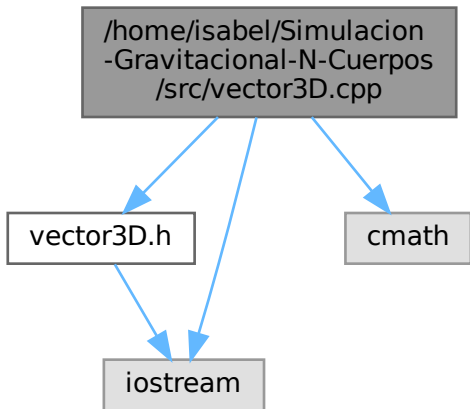 /home/isabel/Simulacion
-Gravitacional-N-Cuerpos
/src/vector3D.cpp
vector3D.h
cmath
iostream